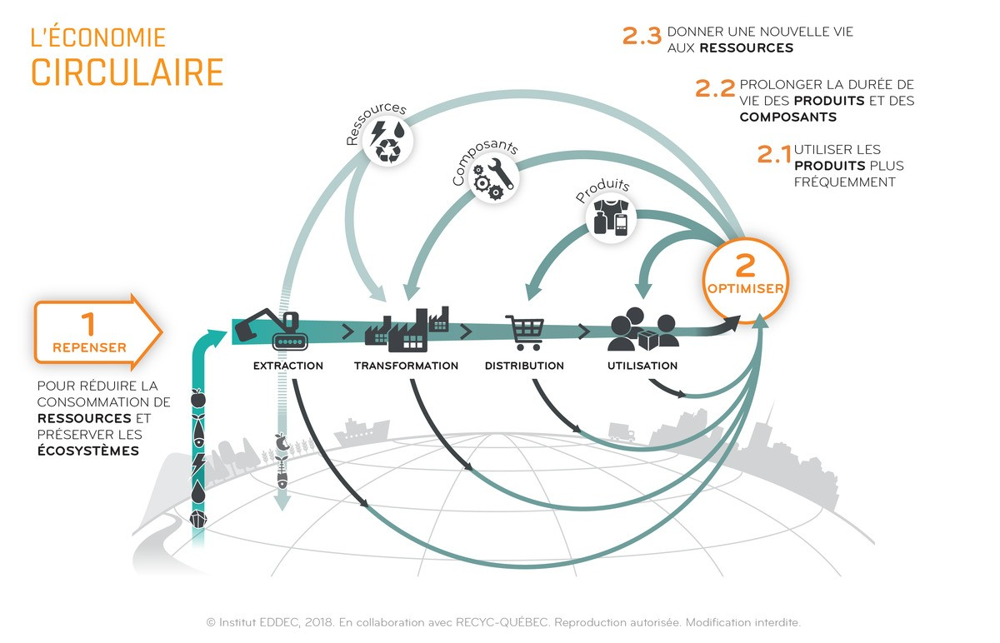 L'ÉCONOMIE
CIRCULAIRE
2.3 DONNER UNE NOUVELLE VIE
AUX RESSOURCES
2.2 PROLONGER LA DURÉE DE
VIE DES PRODUITS ET DES
COMPOSANTS
2.1 UTILISER LES
PRODUITS PLUS
FRÉQUEMMENT
Ressources
Composants
Produits
2
OPTIMISER
1
REPENSER
POUR RÉDUIRE LA
CONSOMMATION DE
RESSOURCES ET
PRÉSERVER LES
ÉCOSYSTÈMES
EXTRACTION
TRANSFORMATION
DISTRIBUTION
UTILISATION
© Institut EDDEC, 2018. En collaboration avec RECYC-QUÉBEC. Reproduction autorisée. Modification interdite.